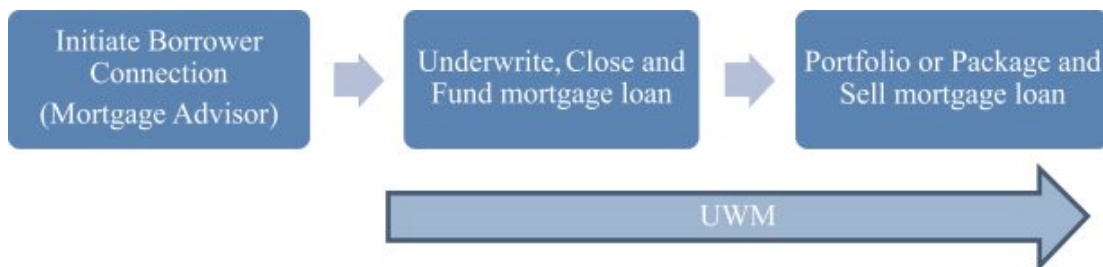 Initiate Borrower
Connection
(Mortgage Advisor)
Underwrite, Close and
Fund mortgage loan
Portfolio or Package and
Sell mortgage loan
UWM